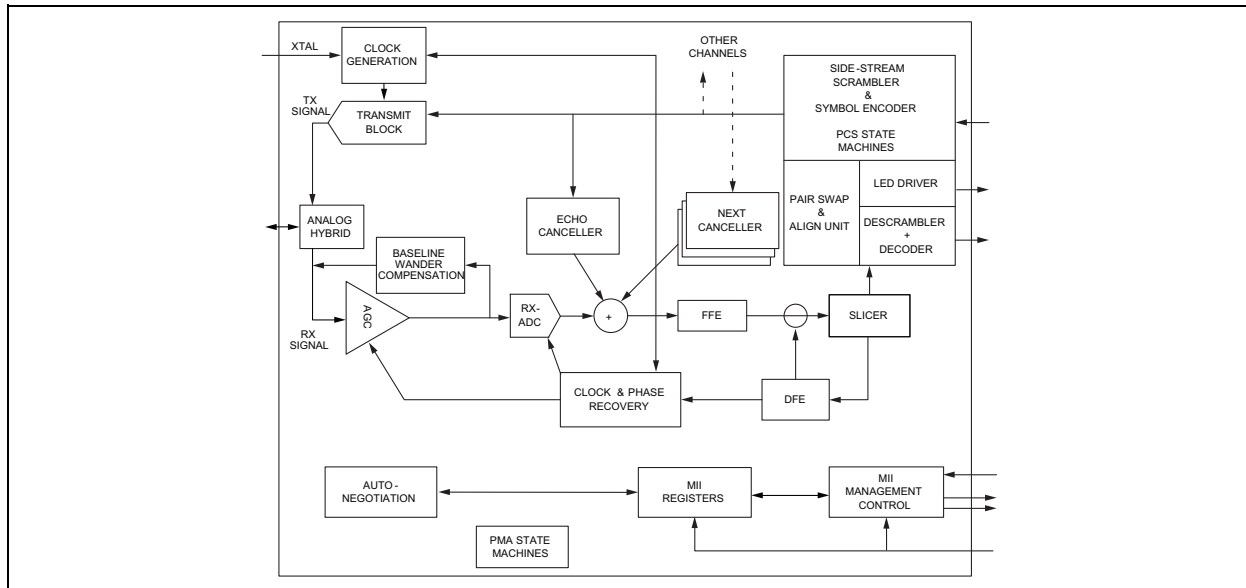 XTAL
CLOCK
GENERATION
OTHER
CHANNELS
SIDE-STREAM
SCRAMBLER
&
SYMBOL ENCODER
PCS STATE
MACHINES
TX
SIGNAL
TRANSMIT
BLOCK
LED DRIVER
PAIR SWAP
&
ALIGN UNIT
DESCRAMBLER
+
DECODER
ANALOG
HYBRID
ECHO
CANCELLER
NEXT
CANCELLER
BASELINE
WANDER
COMPENSATION
AGC
RX-
ADC
+
FFE
SLICER
RX
SIGNAL
CLOCK & PHASE
RECOVERY
DFE
AUTO-
NEGOTIATION
MII
REGISTERS
MII
MANAGEMENT
CONTROL
PMA STATE
MACHINES